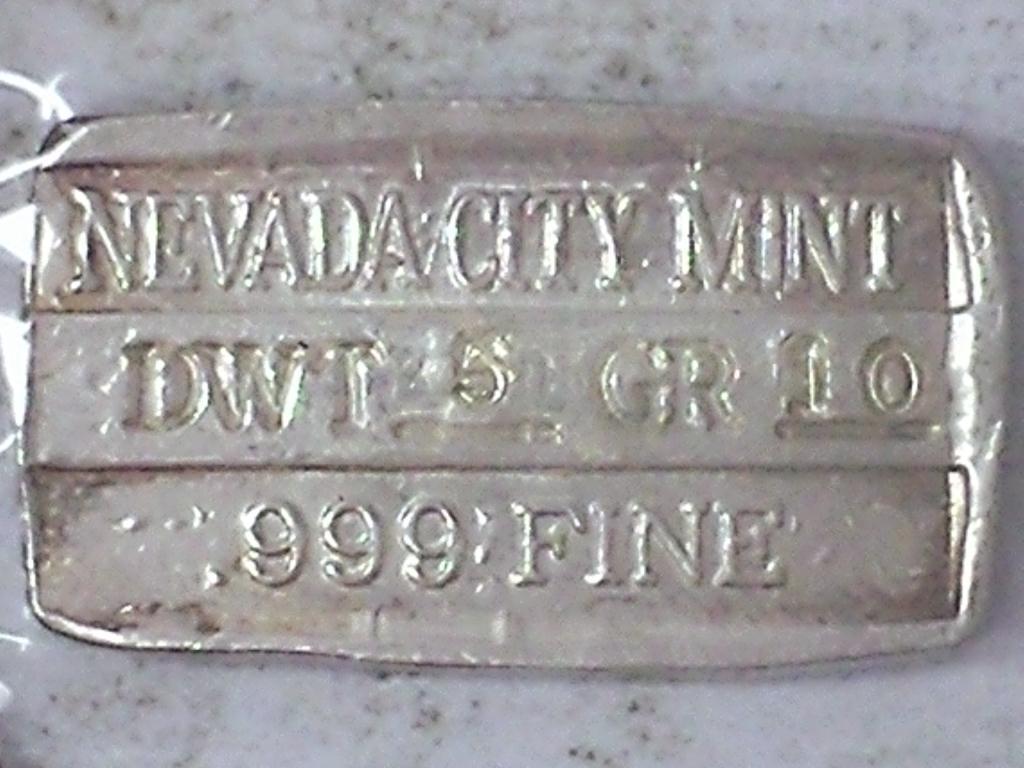 NEVADA CITY MINT
DWT 5 GR 10
.999 FINE